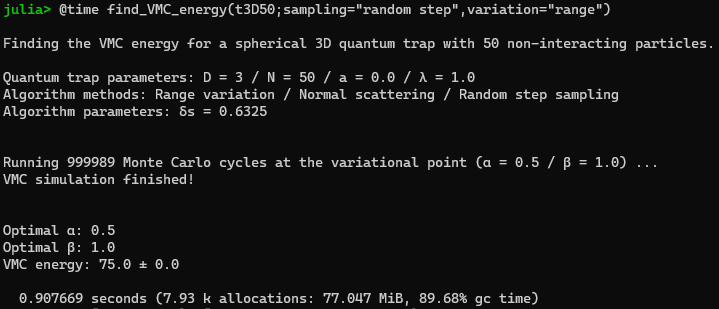 julia> @time find_VMC_energy(t3D50;sampling="random step",variation="range")
Finding the VMC energy for a spherical 3D quantum trap with 50 non-interacting particles.
Quantum trap parameters: D = 3 / N = 50 / a = 0.0 / λ = 1.0
Algorithm methods: Range variation / Normal scattering / Random step sampling
Algorithm parameters: δs = 0.6325
Running 999989 Monte Carlo cycles at the variational point (α = 0.5 / β = 1.0) ...
VMC simulation finished!
Optimal α: 0.5
Optimal β: 1.0
VMC energy: 75.0 ± 0.0
0.907669 seconds (7.93 k allocations: 77.047 MiB, 89.68% gc time)